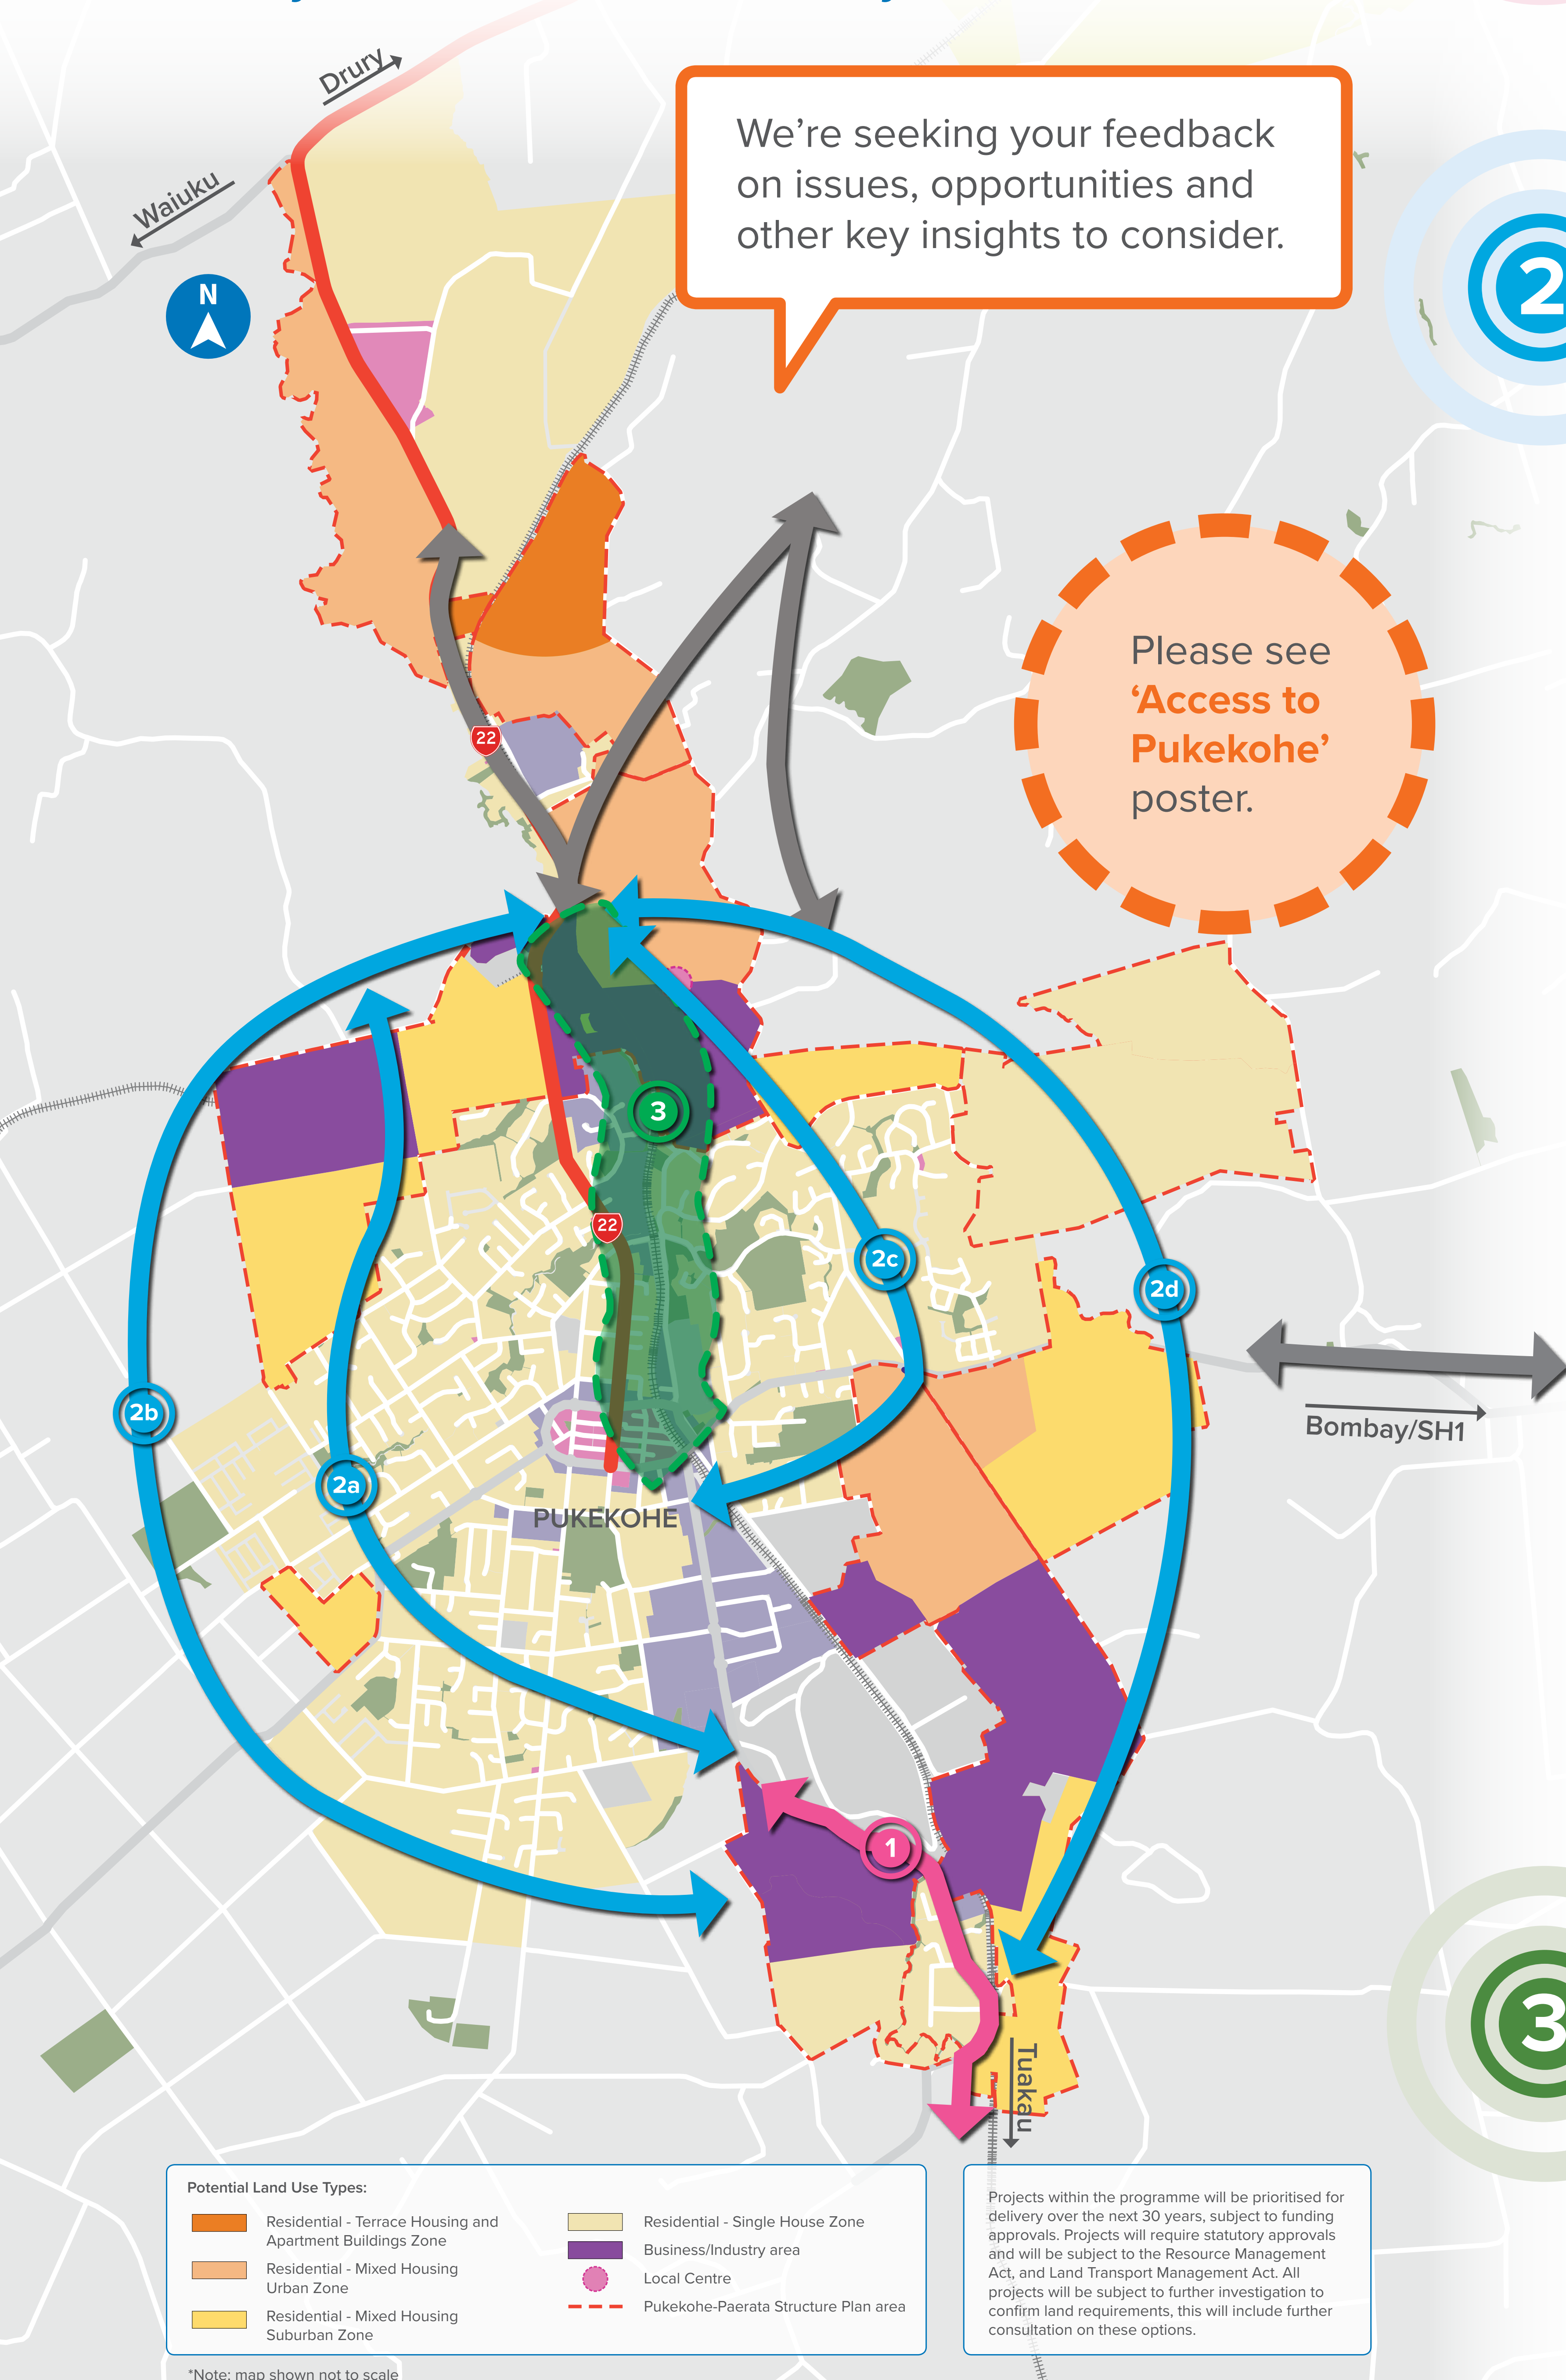 Drury
Waiuku
N
We're seeking your feedback
on issues, opportunities and
other key insights to consider.
2
Please see
‘Access to
Pukekohe’
poster.
22
3
22
2c
2d
2b
2a
Bombay/SH1
PUKEKOHE
1
3
Tuakau
Potential Land Use Types:
Residential - Terrace Housing and
Apartment Buildings Zone
Residential - Mixed Housing
Urban Zone
Residential - Mixed Housing
Suburban Zone
Residential - Single House Zone
Business/Industry area
Local Centre
Pukekohe-Paerata Structure Plan area
Projects within the programme will be prioritised for
delivery over the next 30 years, subject to funding
approvals. Projects will require statutory approvals
and will be subject to the Resource Management
Act, and Land Transport Management Act. All
projects will be subject to further investigation to
confirm land requirements, this will include further
consultation on these options.
*Note: map shown not to scale